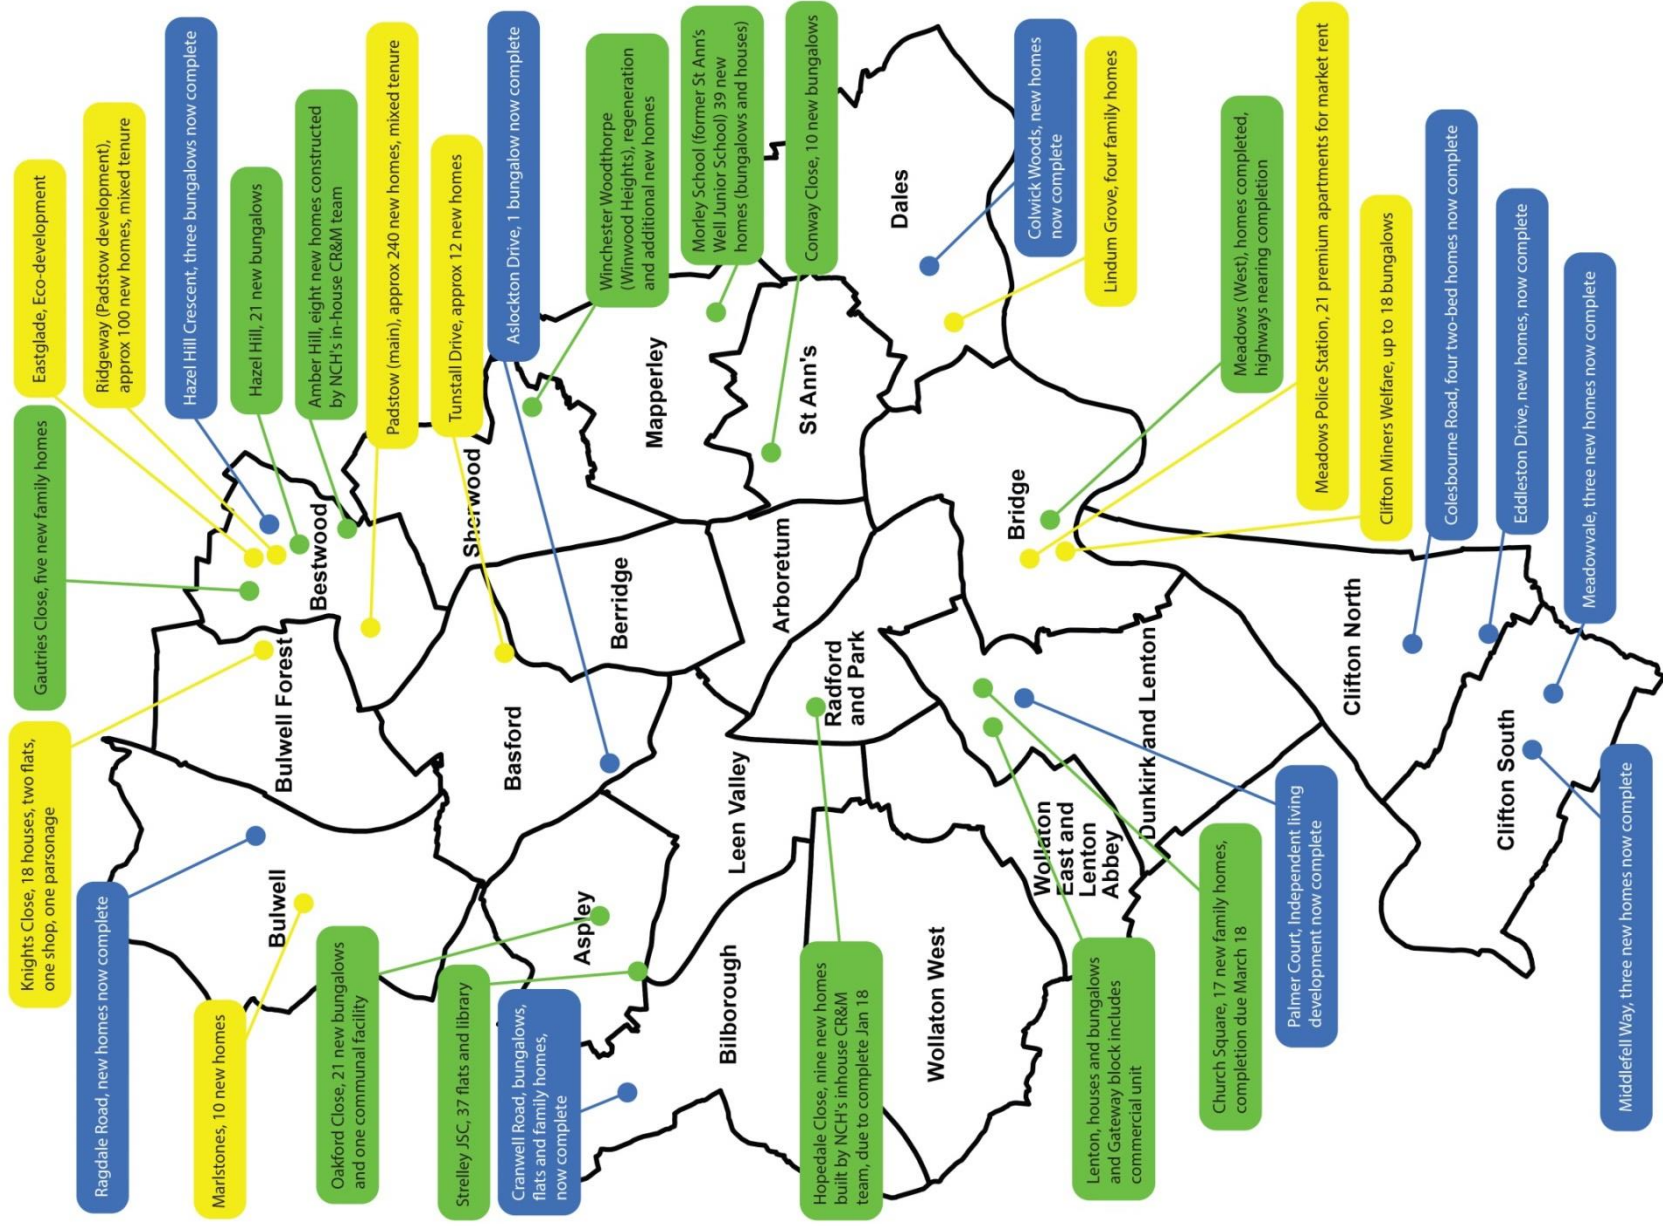 Knights Close, 18 houses, two flats,
one shop, one parsonage
Gautries Close, five new family homes
Eastglade, Eco-development
Ridgeway (Padstow development),
approx 100 new homes, mixed tenure
Hazel Hill Crescent, three bungalows now complete
Hazel Hill, 21 new bungalows
Amber Hill, eight new homes constructed
by NCH's in-house CR&M team
Padstow (main), approx 240 new homes, mixed tenure
Tunstall Drive, approx 12 new homes
Aslockton Drive, 1 bungalow now complete
Winchester Woodthorpe
(Winwood Heights), regeneration
and additional new homes
Morley School (former St Ann's
Well Junior School) 39 new
homes (bungalows and houses)
Conway Close, 10 new bungalows
Colwick Woods, new homes
now complete
Lindum Grove, four family homes
Meadows (West), homes completed,
highways nearing completion
Meadows Police Station, 21 premium apartments for market rent
Clifton Miners Welfare, up to 18 bungalows
Colesbourne Road, four two-bed homes now complete
Eddleston Drive, new homes, now complete
Meadowvale, three new homes now complete
Middlefell Way, three new homes now complete
Palmer Court, Independent living
development now complete
Church Square, 17 new family homes,
completion due March 18
Lenton, houses and bungalows
and Gateway block includes
commercial unit
Hopedale Close, nine new homes
built by NCH's inhouse CR&M
team, due to complete Jan 18
Cranwell Road, bungalows,
flats and family homes,
now complete
Strelley JSC, 37 flats and library
Oakford Close, 21 new bungalows
and one communal facility
Marlstones, 10 new homes
Ragdale Road, new homes now complete
Bulwell
Bulwell Forest
Bestwood
Sherwood
Basford
Berridge
Mapperley
St Ann's
Dales
Arboretum
Aspley
Leen Valley
Radford
and Park
Bilborough
Wollaton West
Wollaton
East and
Lenton
Abbey
Dunkirk and Lenton
Bridge
Clifton North
Clifton South